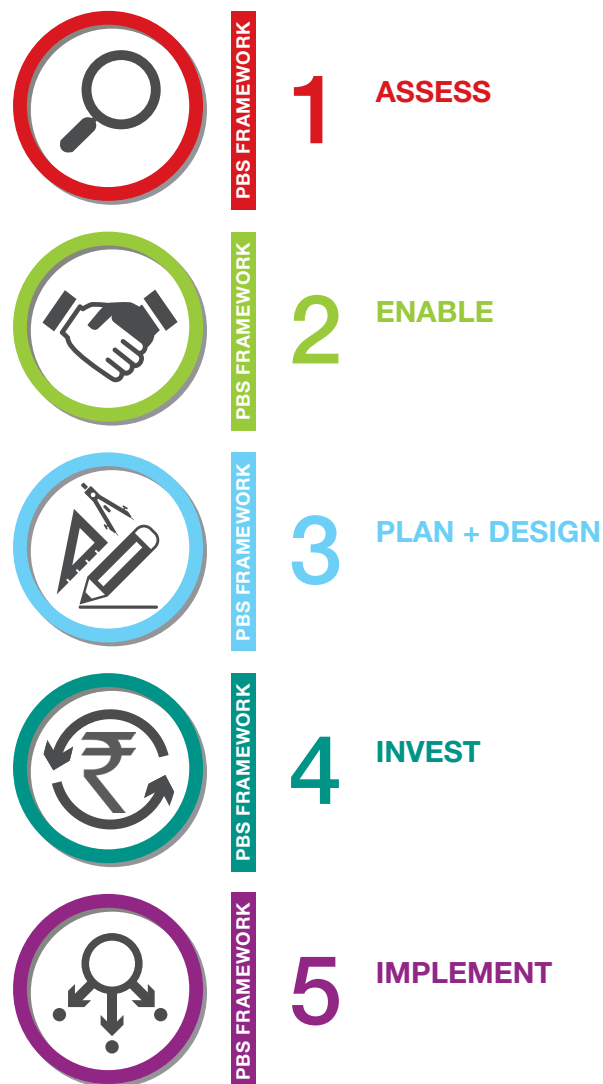 PBS FRAMEWORK
1
ASSESS
PBS FRAMEWORK
2
ENABLE
PBS FRAMEWORK
3
PLAN + DESIGN
PBS FRAMEWORK
4
INVEST
₹
PBS FRAMEWORK
5
IMPLEMENT